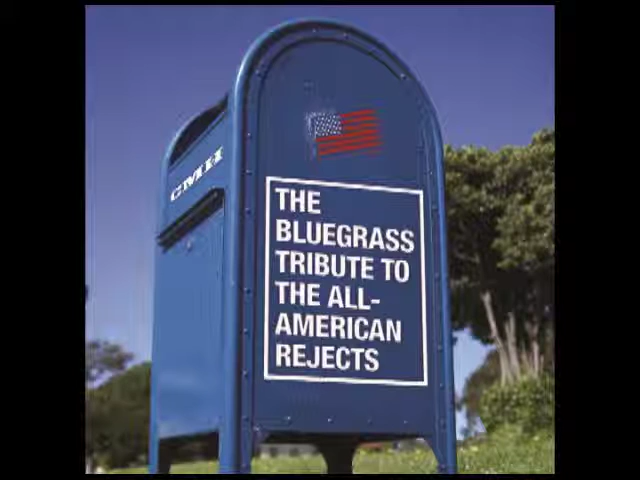 CMH
THE
BLUEGRASS
TRIBUTE TO
THE ALL-
AMERICAN
REJECTS